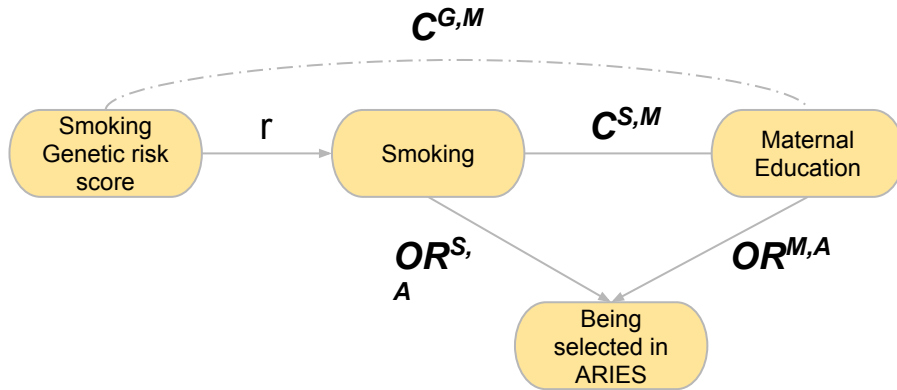 C^{G,M}
Smoking
Genetic risk
score
r
Smoking
C^{S,M}
Maternal
Education
OR^{S,
A}
OR^{M,A}
Being
selected in
ARIES